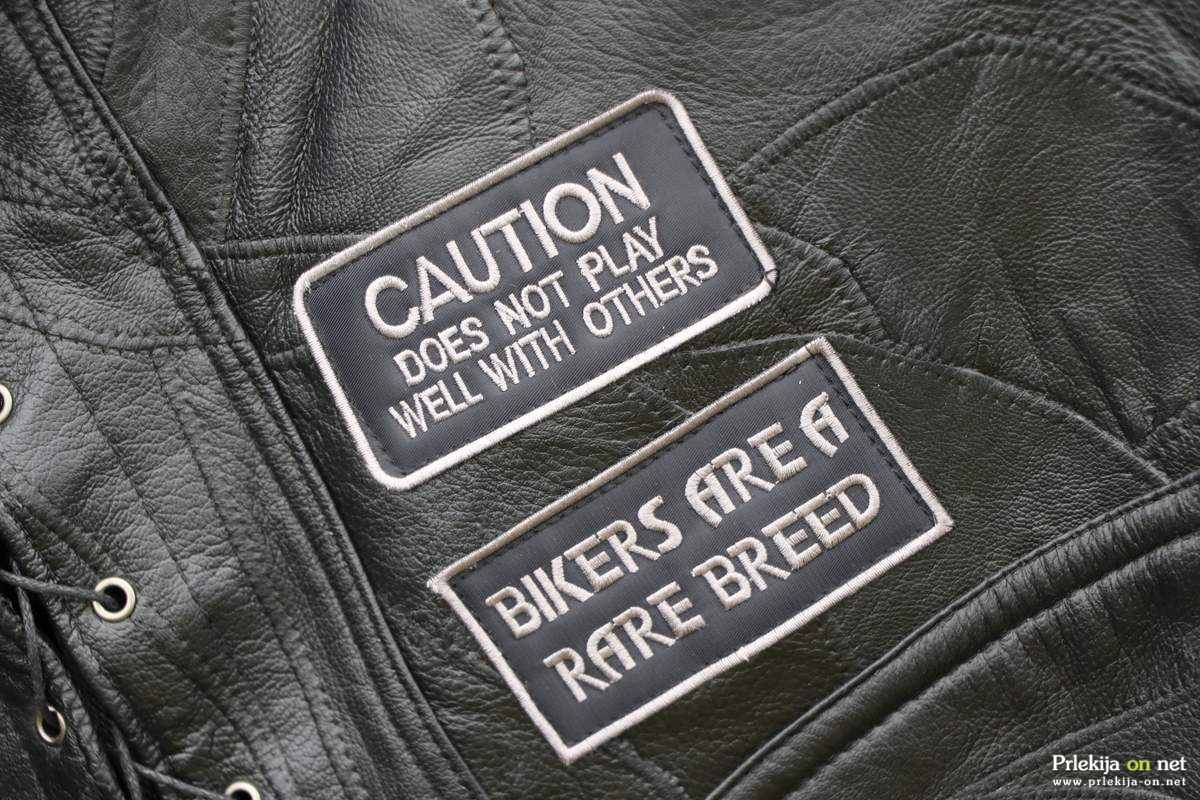 CAUTION
DOES NOT PLAY
WELL WITH OTHERS
BIKERS ARE A
RARE BREED
Prlekija on net
www.prlekija-on.net